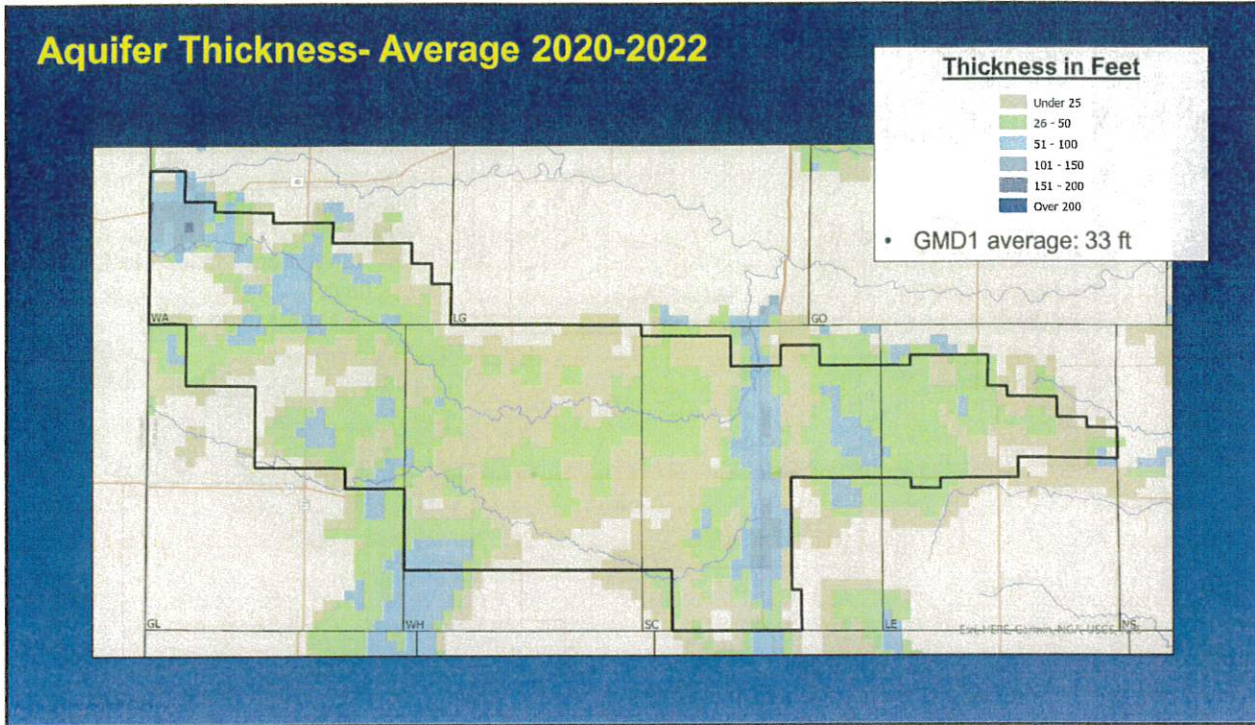 Aquifer Thickness- Average 2020-2022
Thickness in Feet
Under 25
26 - 50
51 - 100
101 - 150
151 - 200
Over 200
• GMD1 average: 33 ft
WA
LG
GO
GL
WH
SC
LE
NS